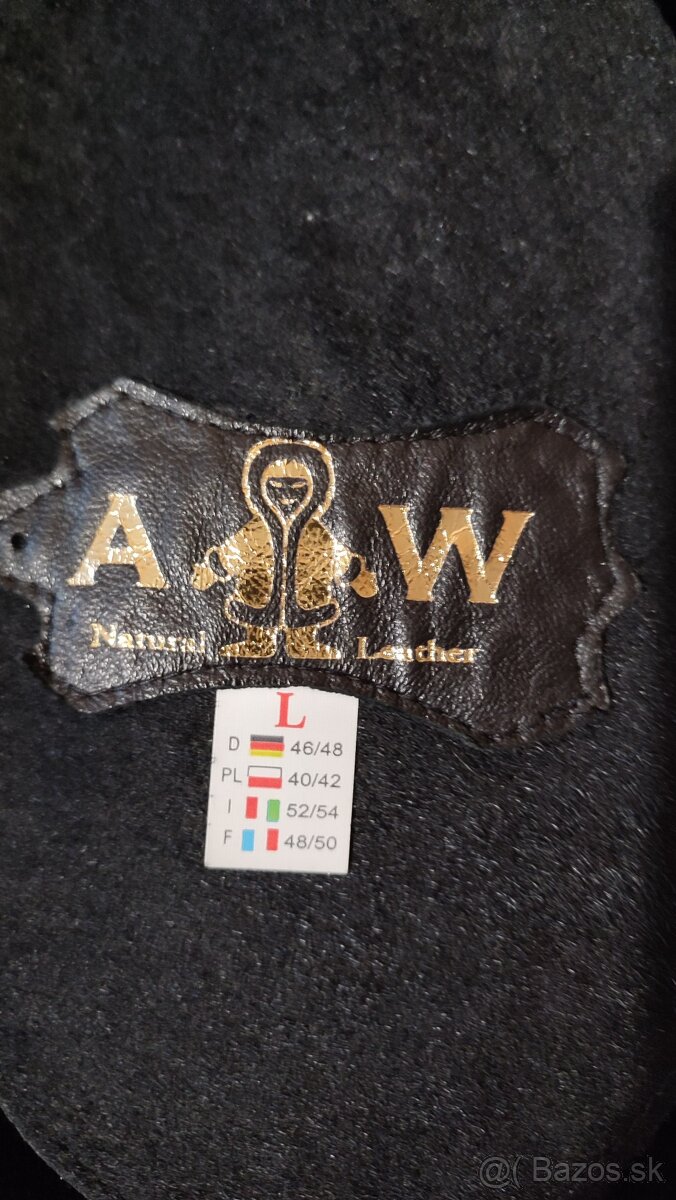 A W
Natural Leather
L
D 46/48
PL 40/42
I 52/54
F 48/50
@( Bazos.sk